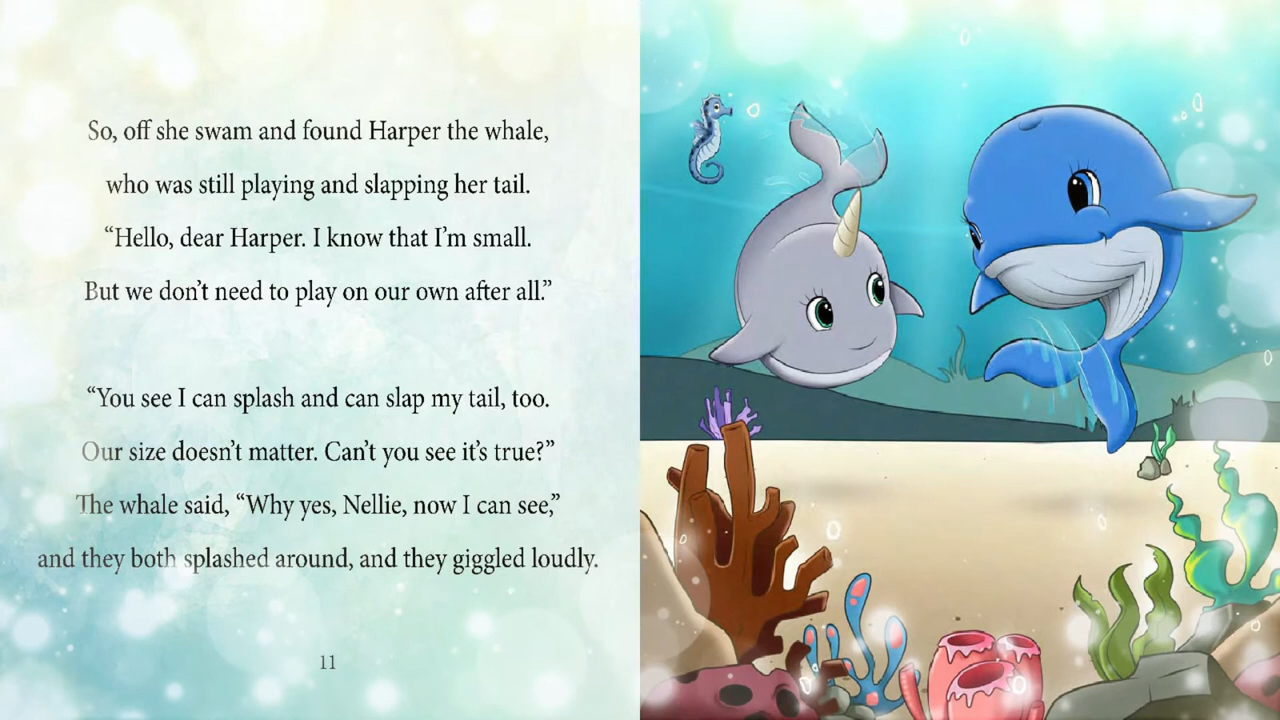 So, off she swam and found Harper the whale,
who was still playing and slapping her tail.
“Hello, dear Harper. I know that I’m small.
But we don’t need to play on our own after all.”
“You see I can splash and can slap my tail, too.
Our size doesn’t matter. Can’t you see it’s true?”
The whale said, “Why yes, Nellie, now I can see,”
and they both splashed around, and they giggled loudly.
11